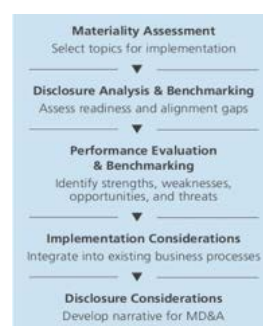 Materiality Assessment
Select topics for implementation
Disclosure Analysis & Benchmarking
Assess readiness and alignment gaps
Performance Evaluation
& Benchmarking
Identify strengths, weaknesses,
opportunities, and threats
Implementation Considerations
Integrate into existing business processes
Disclosure Considerations
Develop narrative for MD&A